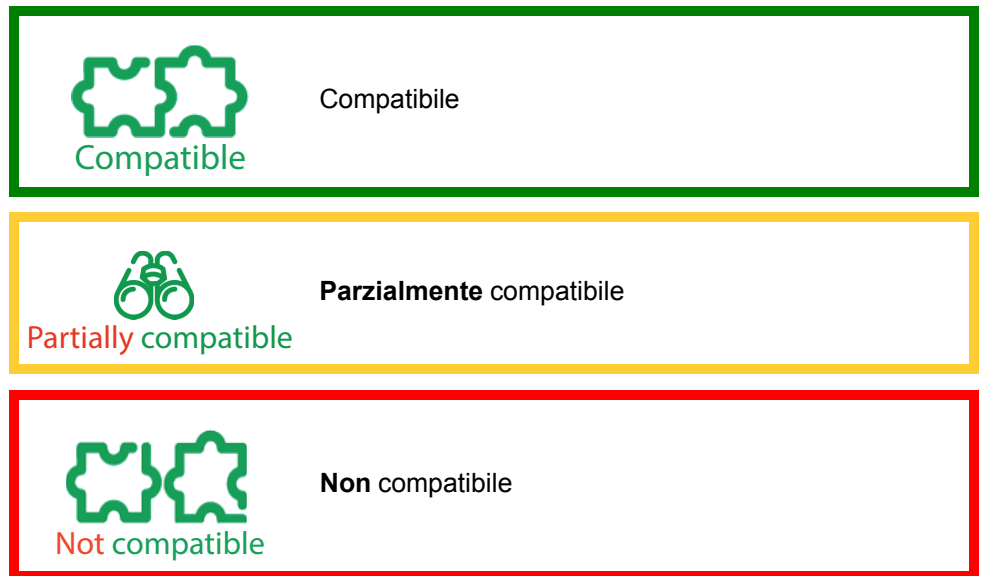 Compatible
Compatibile
Partially compatible
Parzialmente compatibile
Not compatible
Non compatibile